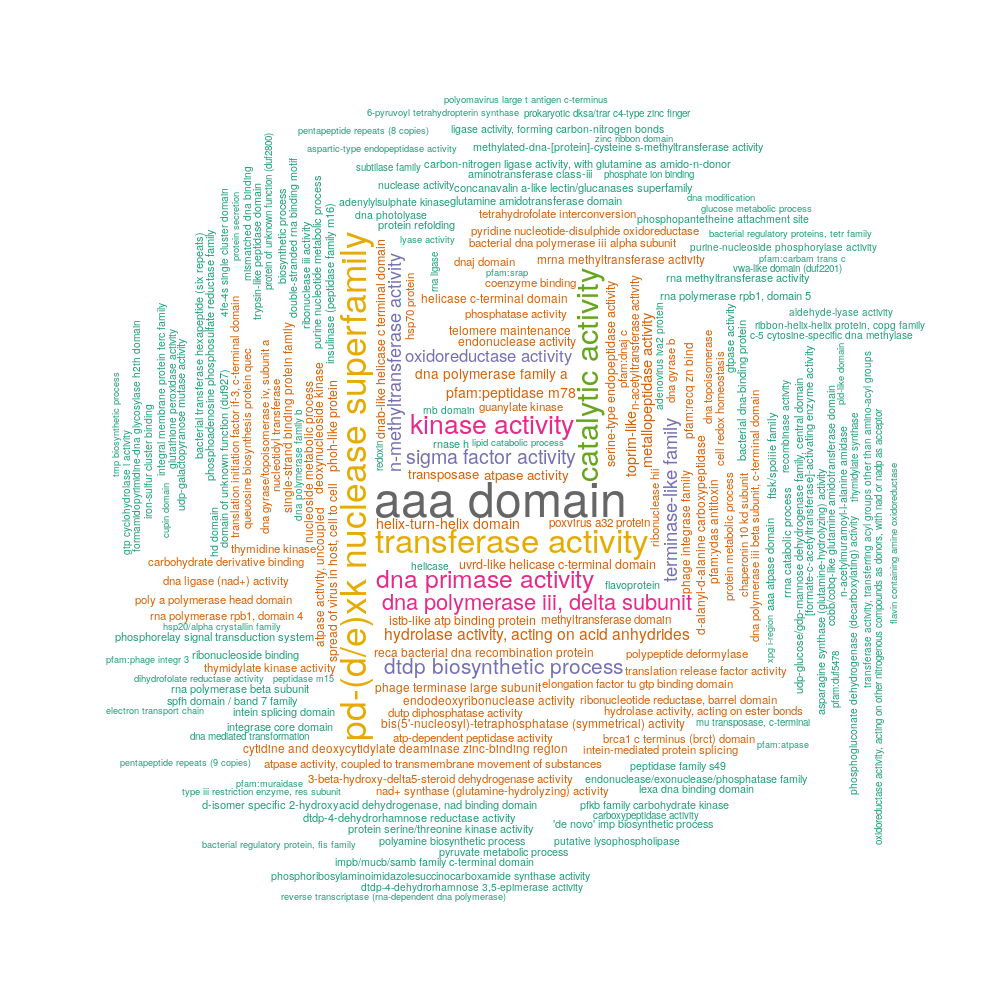 polyomavirus large t antigen c-terminus
6-pyruvoyl tetrahydropterin synthase
prokaryotic dksa/trar c4-type zinc finger
pentapeptide repeats (8 copies)
ligase activity, forming carbon-nitrogen bonds
zinc ribbon domain
aspartic-type endopeptidase activity
methylated-dna-[protein]-cysteine s-methyltransferase activity
subtilase family
carbon-nitrogen ligase activity, with glutamine as amido-n-donor
aminotransferase class-iii
phosphate ion binding
nuclease activity
concanavalin a-like lectin/glucanases superfamily
adenylylsulphate kinase
glutamine amidotransferase domain
dna modification
glucose metabolic process
dna photolyase
tetrahydrofolate interconversion
phosphopantetheine attachment site
protein refolding
pyridine nucleotide-disulphide oxidoreductase
bacterial regulatory proteins, tetr family
lyase activity
bacterial dna polymerase iii alpha subunit
purine-nucleoside phosphorylase activity
dnaj domain
mrna methyltransferase activity
pfam:carbam trans c
vwa-like domain (duf2201)
pfam:srap
coenzyme binding
rna methyltransferase activity
helicase c-terminal domain
rna polymerase rpb1, domain 5
phosphatase activity
aldehyde-lyase activity
telomere maintenance
ribbon-helix-helix protein, copg family
endonuclease activity
c-5 cytosine-specific dna methylase
oxidoreductase activity
dna polymerase family a
pfam:peptidase m78
rnb domain
guanylate kinase
kinase activity
rnase h
lipid catabolic process
sigma factor activity
transposase
atpase activity
aaa domain
helix-turn-helix domain
poxvirus a32 protein
transferase activity
thymidine kinase
carbohydrate derivative binding
helicase
uvrd-like helicase c-terminal domain
dna ligase (nad+) activity
dna primase activity
flavoprotein
poly a polymerase head domain
dna polymerase iii, delta subunit
rna polymerase rpb1, domain 4
hsp20/alpha crystallin family
istb-like atp binding protein
methyltransferase domain
phosphorelay signal transduction system
hydrolase activity, acting on acid anhydrides
ribonucleoside binding
reca bacterial dna recombination protein
polypeptide deformylase
pfam:phage integr 3
thymidylate kinase activity
dtdp biosynthetic process
translation release factor activity
dihydrofolate reductase activity
peptidase m15
rna polymerase beta subunit
phage terminase large subunit
elongation factor tu gtp binding domain
spfh domain / band 7 family
endodeoxyribonuclease activity
ribonucleotide reductase, barrel domain
electron transport chain
intein splicing domain
dutp diphosphatase activity
hydrolase activity, acting on ester bonds
integrase core domain
bis(5'-nucleosyl)-tetraphosphatase (symmetrical) activity
mu transposase, c-terminal
dna mediated transformation
atp-dependent peptidase activity
brca1 c terminus (brct) domain
pfam:atpase
cytidine and deoxycytidylate deaminase zinc-binding region
intein-mediated protein splicing
pentapeptide repeats (9 copies)
atpase activity, coupled to transmembrane movement of substances
peptidase family s49
pfam:muraidase
3-beta-hydroxy-delta5-steroid dehydrogenase activity
endonuclease/exonuclease/phosphatase family
type iii restriction enzyme, res subunit
nad+ synthase (glutamine-hydrolyzing) activity
lexa dna binding domain
d-isomer specific 2-hydroxyacid dehydrogenase, nad binding domain
pfkb family carbohydrate kinase
dtdp-4-dehydrorhamnose reductase activity
carboxypeptidase activity
protein serine/threonine kinase activity
'de novo' imp biosynthetic process
bacterial regulatory protein, fis family
polyamine biosynthetic process
putative lysophospholipase
pyruvate metabolic process
impb/mucb/samb family c-terminal domain
phosphoribosylaminoimidazolesuccinocarboxamide synthase activity
dtdp-4-dehydrorhamnose 3,5-epimerase activity
reverse transcriptase (rna-dependent dna polymerase)
tmp biosynthetic process
gtp cyclohydrolase i activity
formamidopyrimidine-dna glycosylase h2th domain
iron-sulfur cluster binding
integral membrane protein terc family
cupin domain
glutathione peroxidase activity
udp-galactopyranose mutase activity
bacterial transferase hexapeptide (six repeats)
phosphoadenosine phosphosulfate reductase family
hd domain
4fe-4s single cluster domain
domain of unknown function (duf927)
protein secretion
translation initiation factor if-3, c-terminal domain
mismatched dna binding
queuosine biosynthesis protein quec
trypsin-like peptidase domain
protein of unknown function (duf2800)
dna gyrase/topoisomerase iv, subunit a
nucleotidyl transferase
biosynthetic process
single-strand binding protein family
double-stranded rna binding motif
dna polymerase family b
ribonuclease iii activity
nucleoside metabolic process
purine nucleotide metabolic process
deoxynucleoside kinase
atpase activity, uncoupled
insulinase (peptidase family m16)
phoh-like protein
spread of virus in host, cell to cell
pd-(d/e)xk nuclease superfamily
dnab-like helicase c terminal domain
redoxin
n-methyltransferase activity
hsp70 protein
rna ligase
catalytic activity
serine-type endopeptidase activity
pfam:dnaj c
toprim-like
n-acetyltransferase activity
metallopeptidase activity
ribonuclease hii
adenovirus iva2 protein
dna gyrase b
terminase-like family
phage integrase family
pfam:recq zn bind
d-alanyl-d-alanine carboxypeptidase
dna topoisomerase
pfam:ydas antitoxin
cell redox homeostasis
gtpase activity
protein metabolic process
bacterial dna-binding protein
chaperonin 10 kd subunit
dna polymerase iii beta subunit, c-terminal domain
xpg i-region
aaa atpase domain
ftsk/spoiiie family
recombinase activity
rrna catabolic process
udp-glucose/gdp-mannose dehydrogenase family, central domain
[formate-c-acetyltransferase]-activating enzyme activity
asparagine synthase (glutamine-hydrolyzing) activity
pfam:duf5478
cobb/cobq-like glutamine amidotransferase domain
pld-like domain
n-acetylmuramoyl-l-alanine amidase
thymidylate synthase
phosphogluconate dehydrogenase (decarboxylating) activity
transferase activity, transferring acyl groups other than amino-acyl groups
oxidoreductase activity, acting on other nitrogenous compounds as donors, with nad or nadp as acceptor
flavin containing amine oxidoreductase